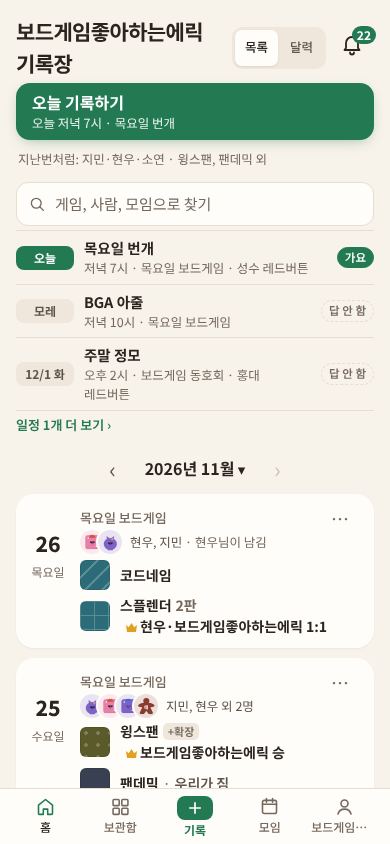 보드게임좋아하는에릭
기록장
목록
달력
22
오늘 기록하기
오늘 저녁 7시 · 목요일 번개
지난번처럼: 지민·현우·소연 · 윙스팬, 팬데믹 외
게임, 사람, 모임으로 찾기
오늘
목요일 번개
저녁 7시 · 목요일 보드게임 · 성수 레드버튼
가요
모레
BGA 아줄
저녁 10시 · 목요일 보드게임
답 안 함
12/1 화
주말 정모
오후 2시 · 보드게임 동호회 · 홍대
레드버튼
답 안 함
일정 1개 더 보기 ›
‹ 2026년 11월 ▾ ›
목요일 보드게임
···
26
목요일
현우, 지민 · 현우님이 남김
코드네임
스플렌더 2판
현우·보드게임좋아하는에릭 1:1
목요일 보드게임
···
25
수요일
지민, 현우 외 2명
윙스팬 +확장
보드게임좋아하는에릭 승
팬데믹 · 우리가 짐
홈
보관함
기록
모임
보드게임···